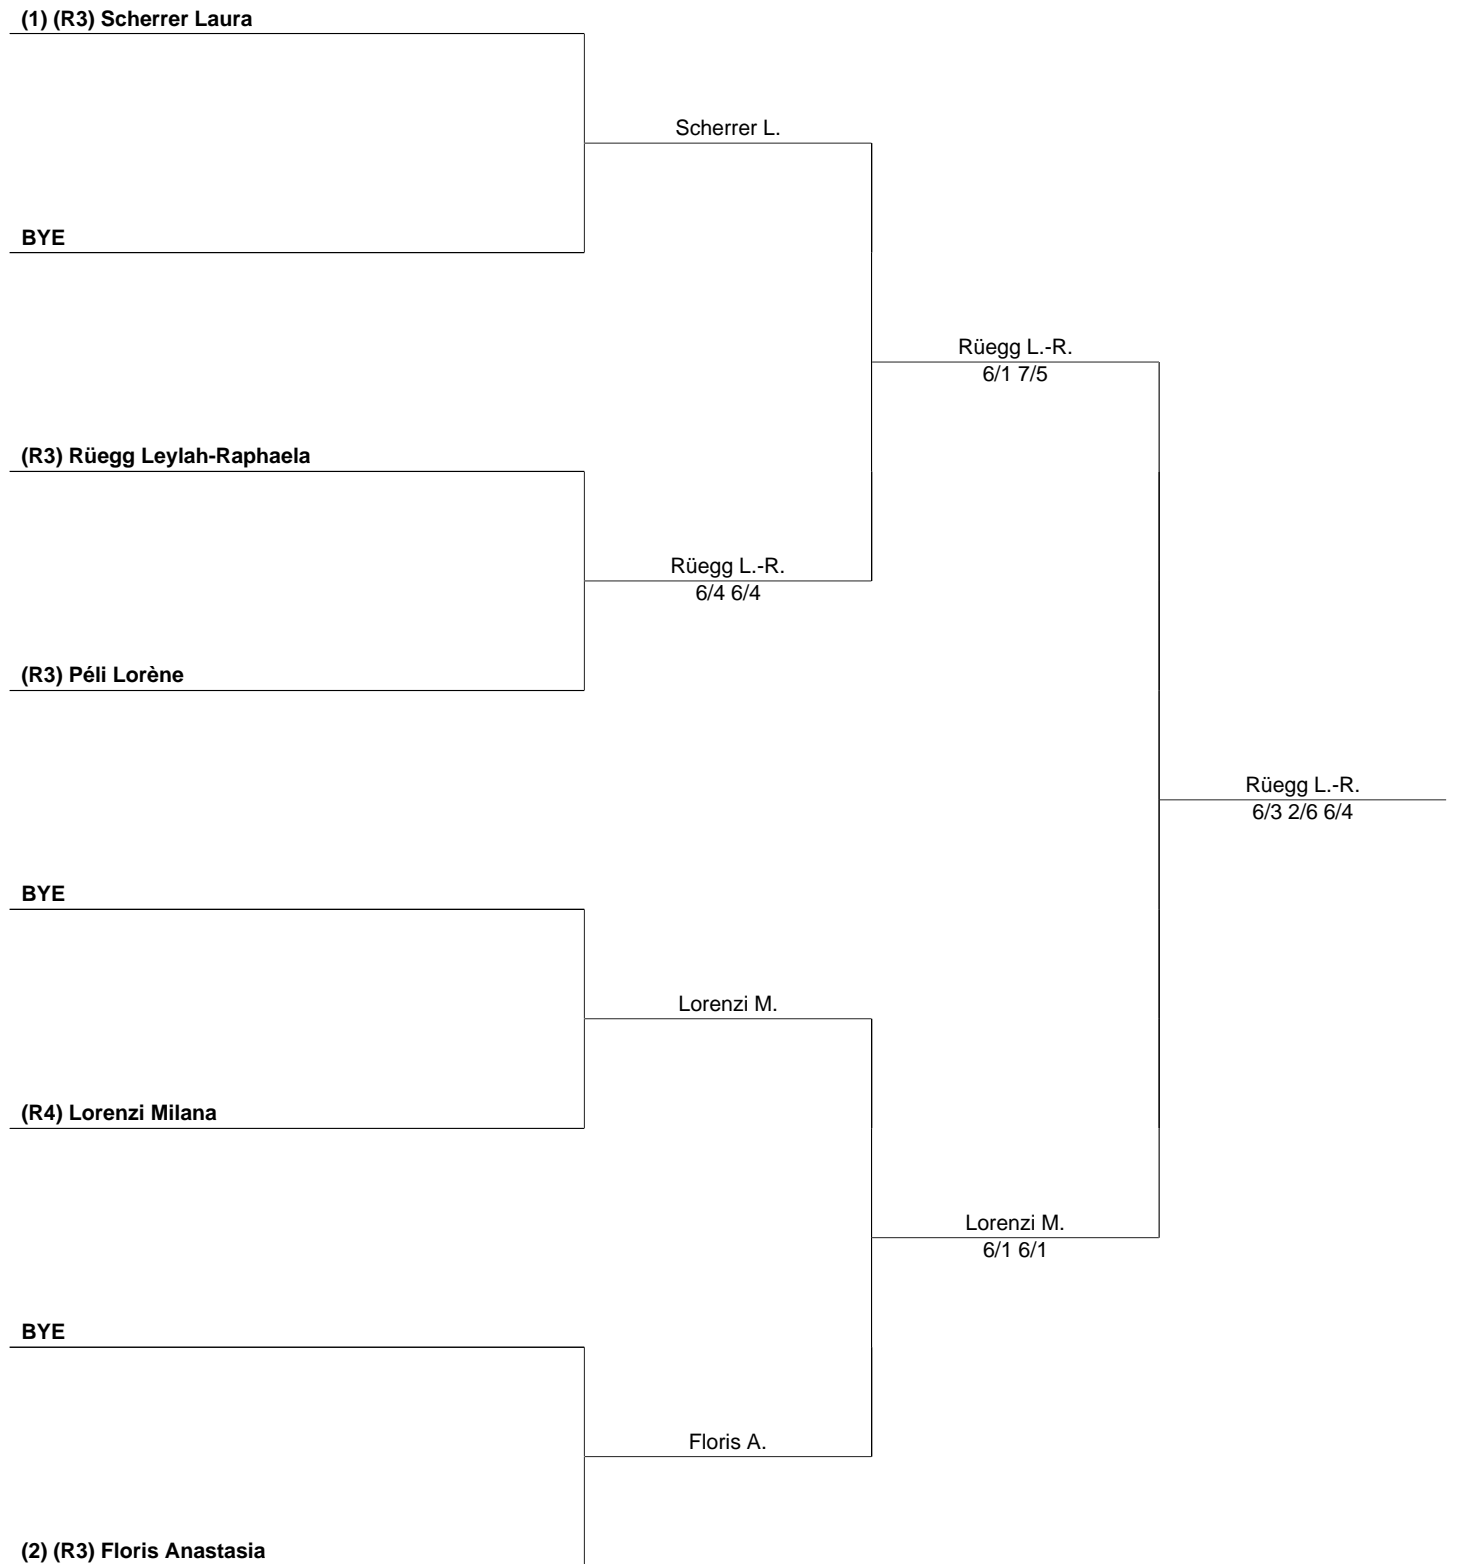 (1) (R3) Scherrer Laura
Scherrer L.
BYE
Rüegg L.-R.
6/1 7/5
(R3) Rüegg Leylah-Raphaela
Rüegg L.-R.
6/4 6/4
(R3) Péli Lorène
Rüegg L.-R.
6/3 2/6 6/4
BYE
Lorenzi M.
(R4) Lorenzi Milana
Lorenzi M.
6/1 6/1
BYE
Floris A.
(2) (R3) Floris Anastasia